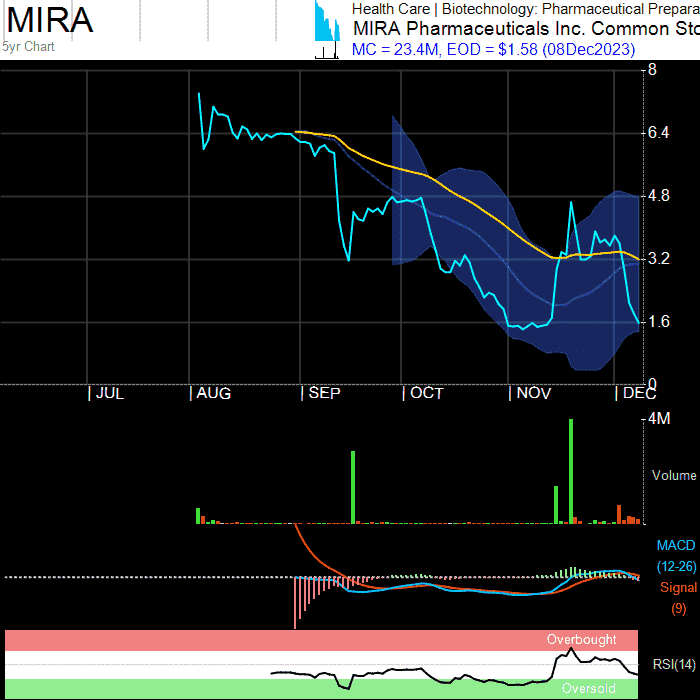 MIRA
5yr Chart
Health Care | Biotechnology: Pharmaceutical Prepara
MIRA Pharmaceuticals Inc. Common Sto
MC = 23.4M, EOD = $1.58 (08Dec2023)
8
6.4
4.8
3.2
1.6
0
JUL
AUG
SEP
OCT
NOV
DEC
4M
Volume
MACD
(12-26)
Signal
(9)
Overbought
RSI(14)
Oversold